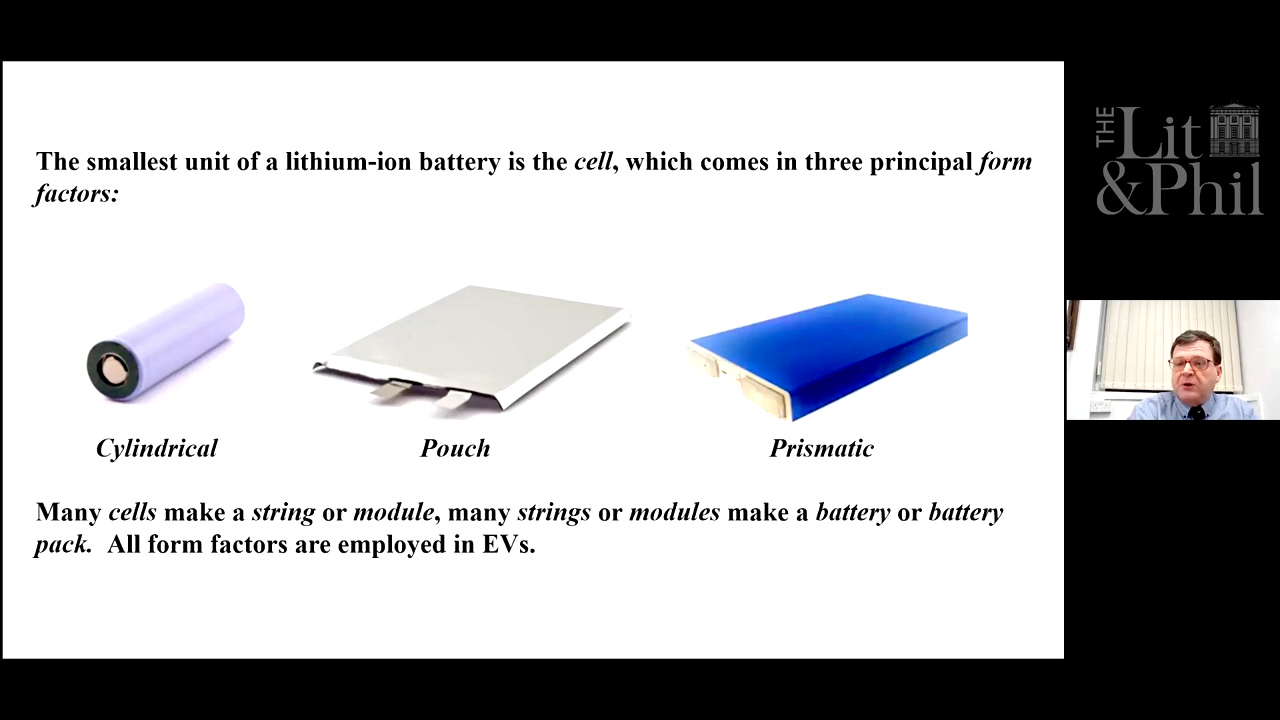 The smallest unit of a lithium-ion battery is the cell, which comes in three principal form
factors:
Cylindrical
Pouch
Prismatic
Many cells make a string or module, many strings or modules make a battery or battery
pack. All form factors are employed in EVs.
THE Lit
&Phil